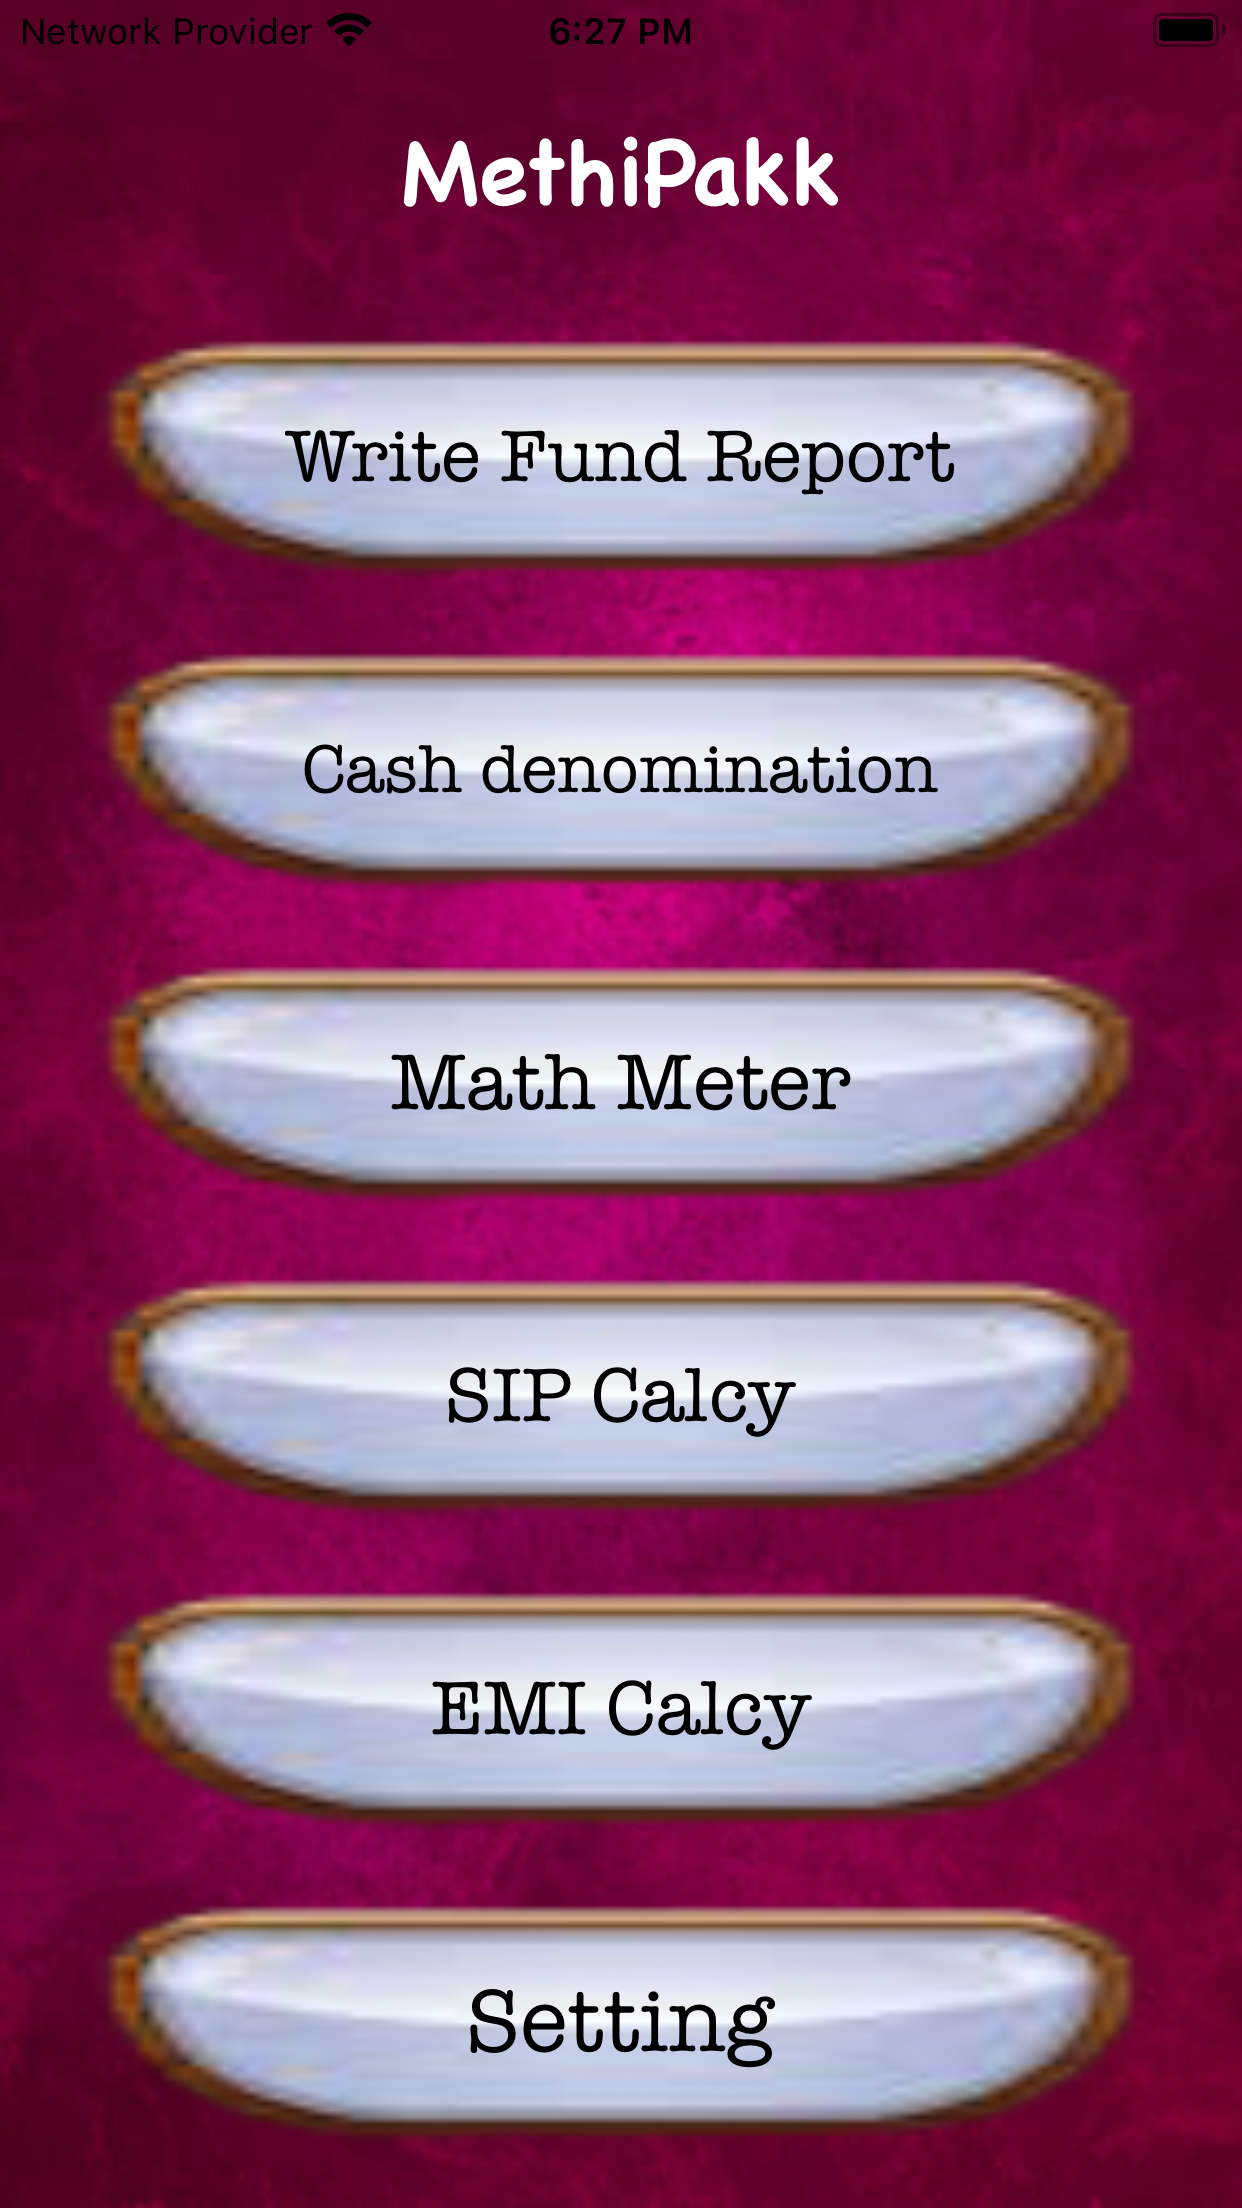 Network Provider 6:27 PM
MethiPakk
Write Fund Report
Cash denomination
Math Meter
SIP Calcy
EMI Calcy
Setting